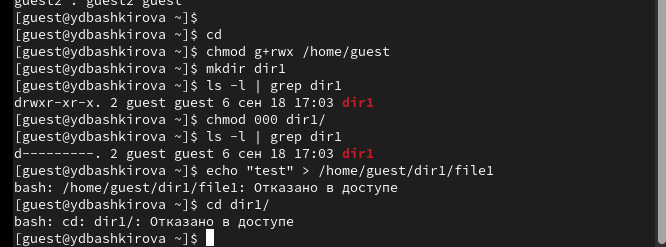 guest2 : guest2 guest
[guest@ydbashkirova ~]$
[guest@ydbashkirova ~]$ cd
[guest@ydbashkirova ~]$ chmod g+rwx /home/guest
[guest@ydbashkirova ~]$ mkdir dir1
[guest@ydbashkirova ~]$ ls -l | grep dir1
drwxr-xr-x. 2 guest guest 6 сен 18 17:03 dir1
[guest@ydbashkirova ~]$ chmod 000 dir1/
[guest@ydbashkirova ~]$ ls -l | grep dir1
d---------. 2 guest guest 6 сен 18 17:03 dir1
[guest@ydbashkirova ~]$ echo "test" > /home/guest/dir1/file1
bash: /home/guest/dir1/file1: Отказано в доступе
[guest@ydbashkirova ~]$ cd dir1/
bash: cd: dir1/: Отказано в доступе
[guest@ydbashkirova ~]$